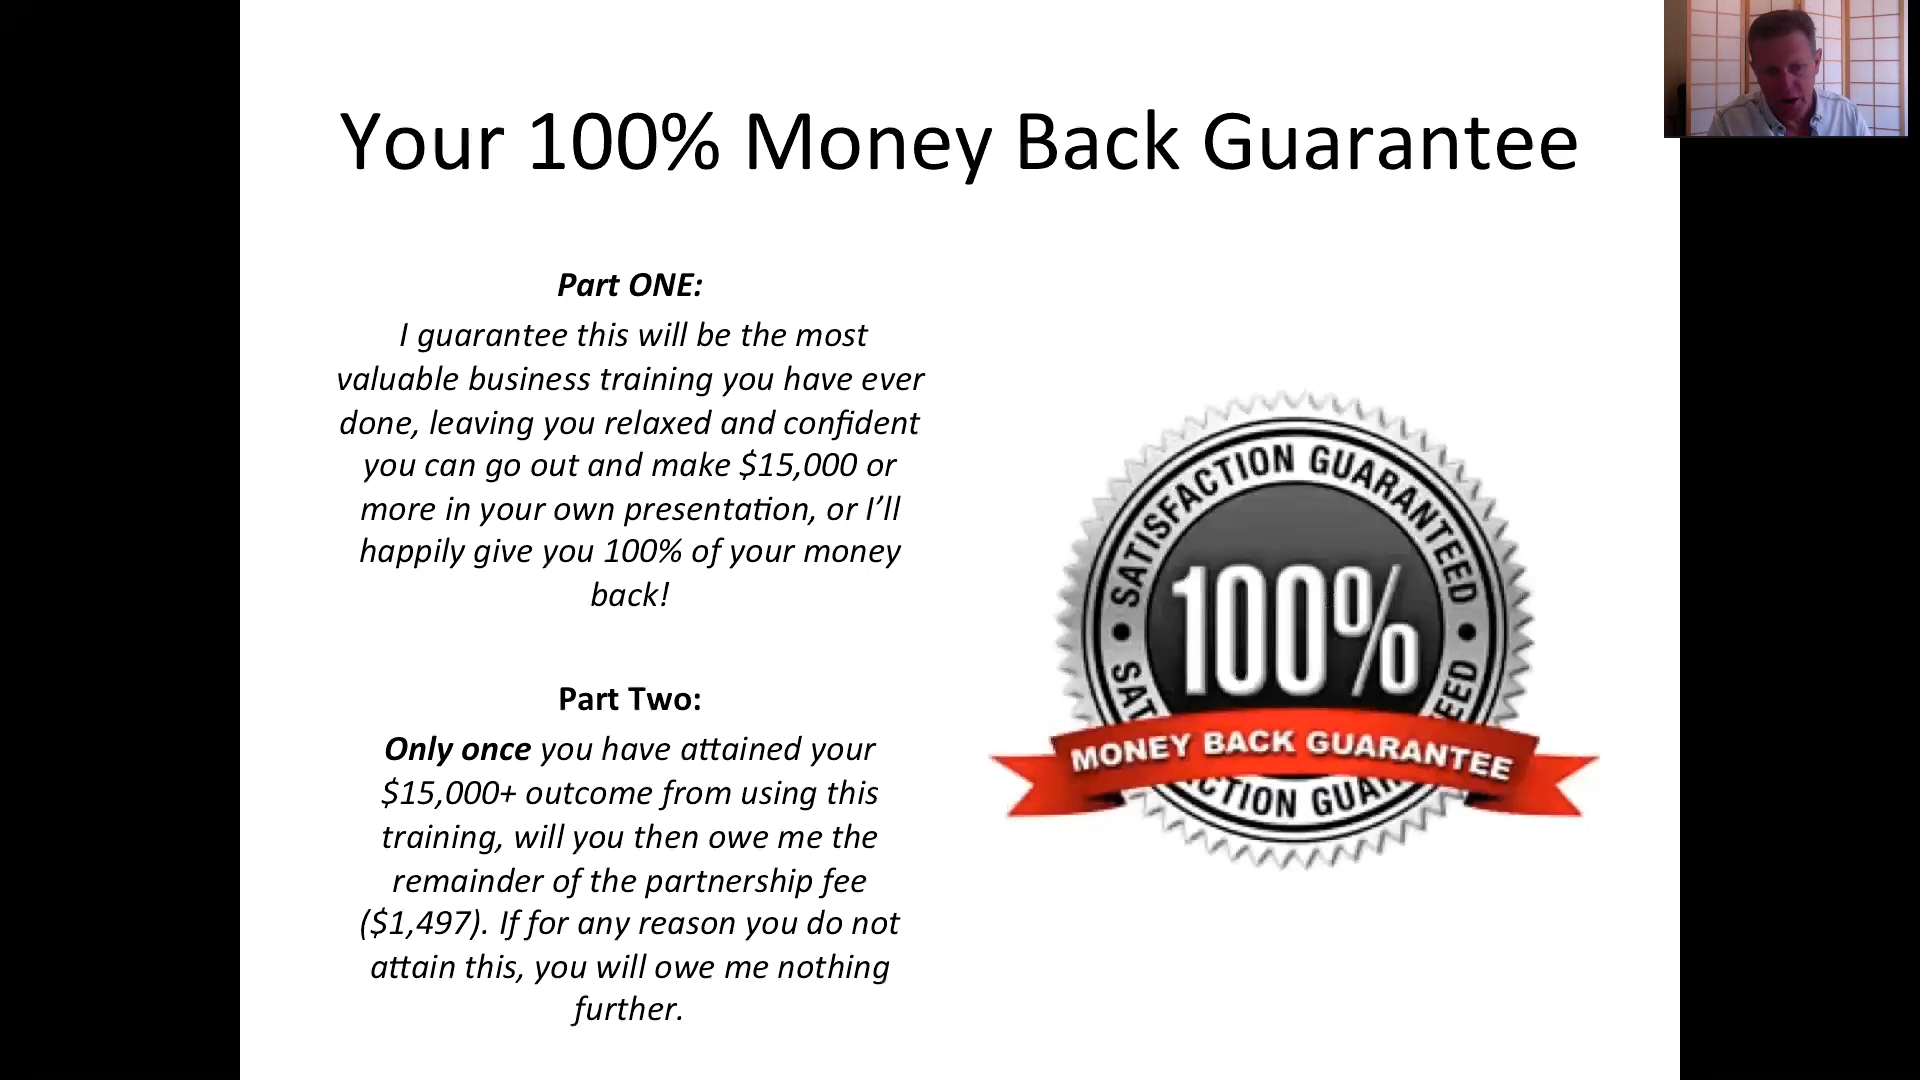 Your 100% Money Back Guarantee
Part ONE:
I guarantee this will be the most
valuable business training you have ever
done, leaving you relaxed and confident
you can go out and make $15,000 or
more in your own presentation, or I’ll
happily give you 100% of your money
back!
Part Two:
Only once you have attained your
$15,000+ outcome from using this
training, will you then owe me the
remainder of the partnership fee
($1,497). If for any reason you do not
attain this, you will owe me nothing
further.
SATISFACTION GUARANTEED
100%
MONEY BACK GUARANTEE